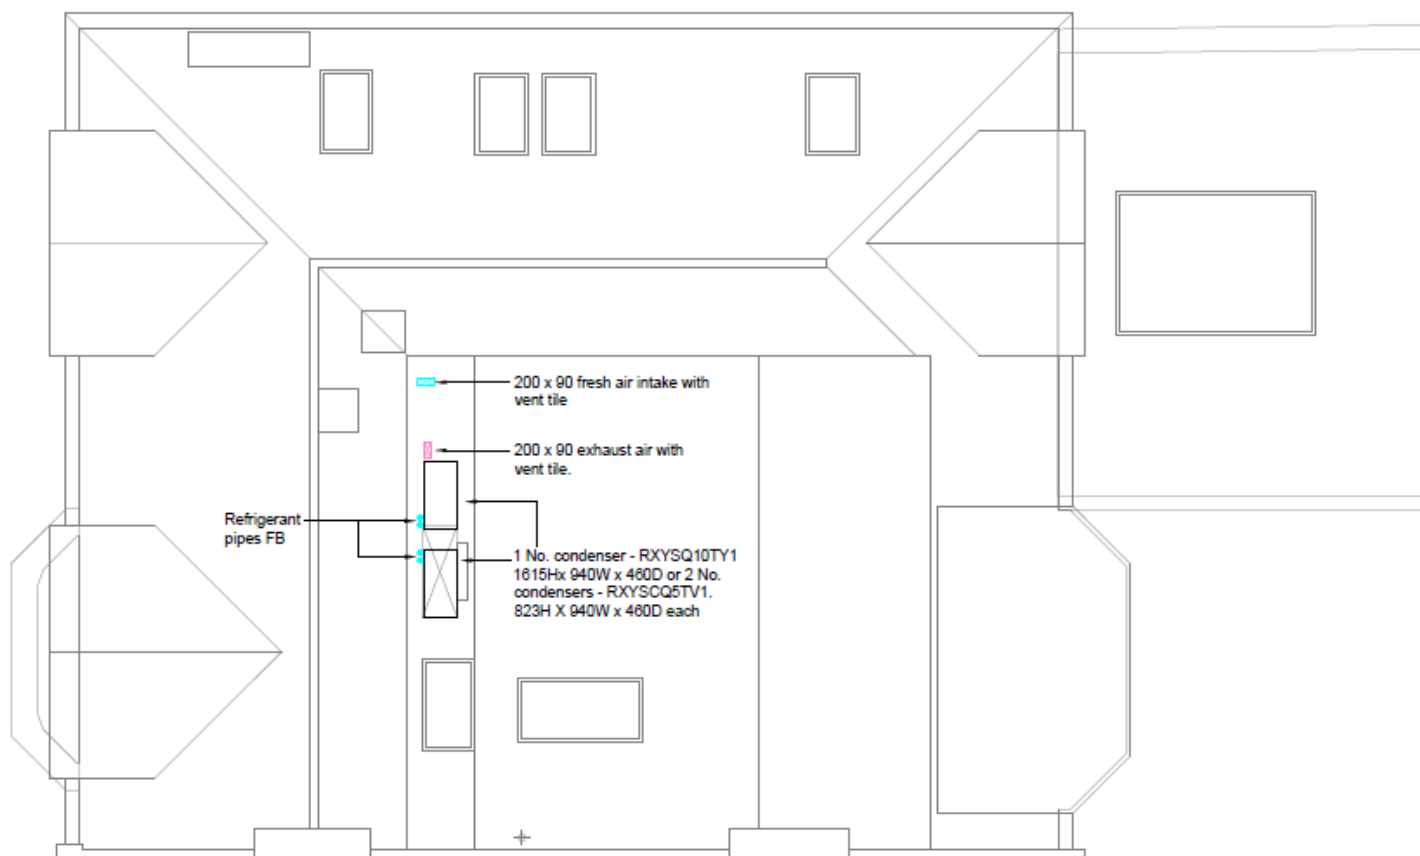 200 x 90 fresh air intake with
vent tile
200 x 90 exhaust air with
vent tile.
Refrigerant
pipes FB
1 No. condenser - RXYSQ10TY1
1615Hx 940W x 460D or 2 No.
condensers - RXYSCQ5TV1.
823H X 940W x 460D each